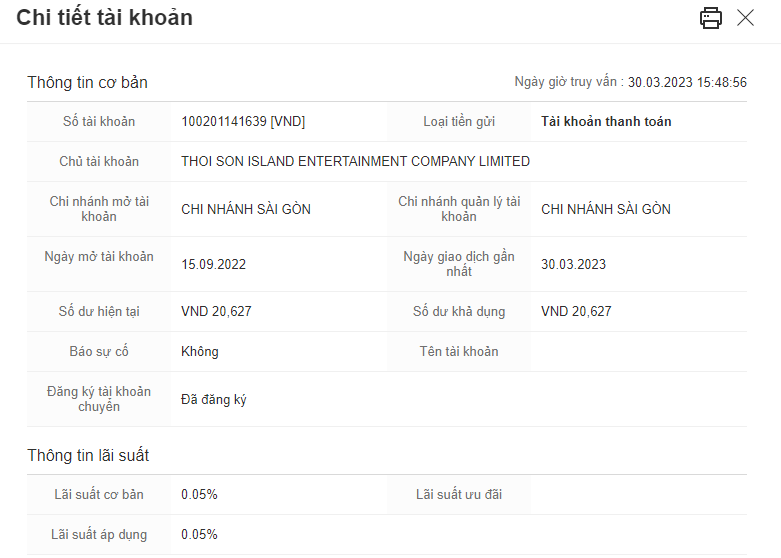 Chi tiết tài khoản
Thông tin cơ bản
Ngày giờ truy vấn : 30.03.2023 15:48:56
Số tài khoản
100201141639 [VND]
Loại tiền gửi
Tài khoản thanh toán
Chủ tài khoản
THOI SON ISLAND ENTERTAINMENT COMPANY LIMITED
Chi nhánh mở tài
khoản
CHI NHÁNH SÀI GÒN
Chi nhánh quản lý tài
khoản
CHI NHÁNH SÀI GÒN
Ngày mở tài khoản
15.09.2022
Ngày giao dịch gần
nhất
30.03.2023
Số dư hiện tại
VND 20,627
Số dư khả dụng
VND 20,627
Báo sự cố
Không
Tên tài khoản
Đăng ký tài khoản
chuyển
Đã đăng ký
Thông tin lãi suất
Lãi suất cơ bản
0.05%
Lãi suất ưu đãi
Lãi suất áp dụng
0.05%